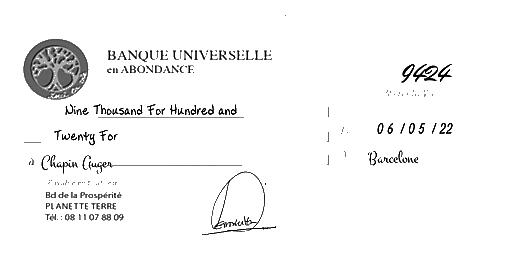 BANQUE UNIVERSELLE
en ABONDANCE
9424
Nine Thousand For Hundred and
Twenty For
06/05/22
à Chapin Auger
Barcelone
Bd de la Prospérité
PLANETTE TERRE
Tél. : 08 11 07 88 09